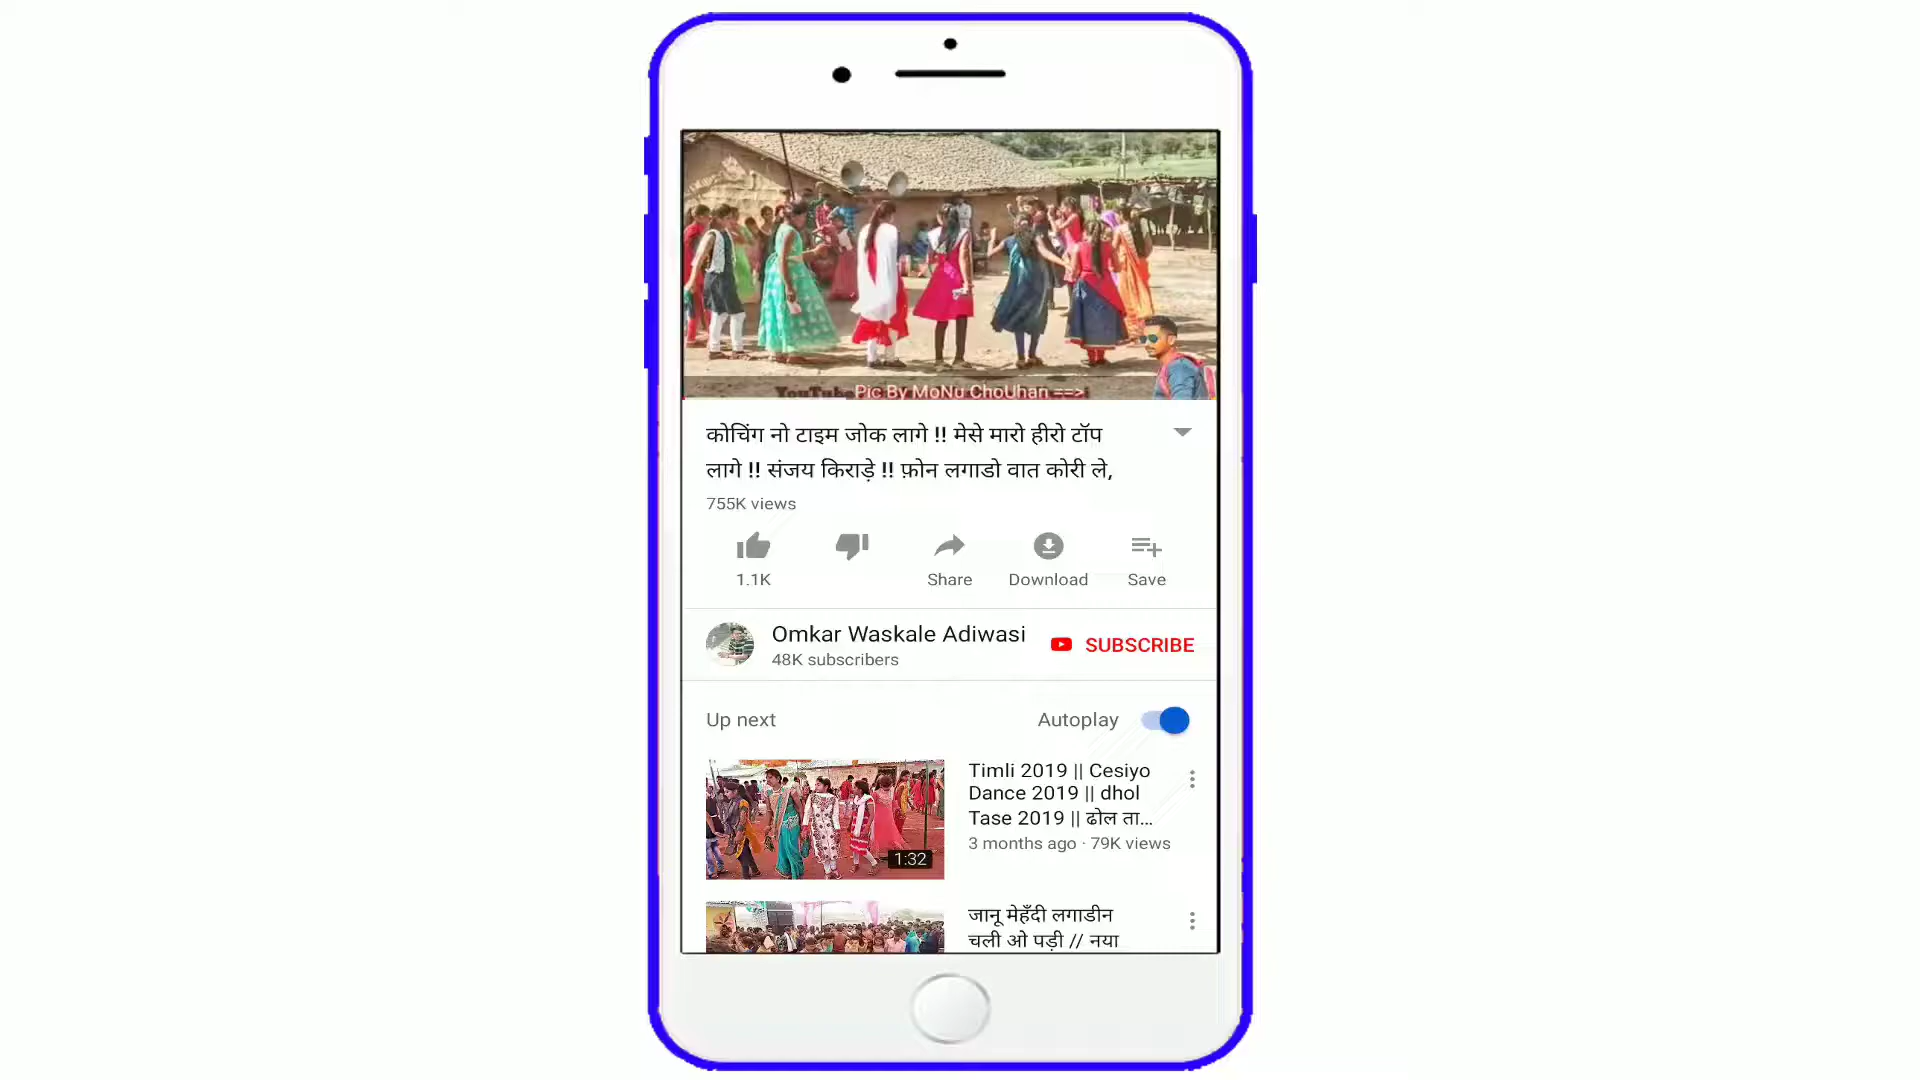 YouTube Pic By MoNu ChoUhan ==>
कोचिंग नो टाइम जोक लागे !! मेसे मारो हीरो टॉप
लागे !! संजय किराड़े !! फ़ोन लगाडो वात कोरी ले,
755K views
1.1K
Share
Download
Save
Omkar Waskale Adiwasi
48K subscribers
SUBSCRIBE
Up next
Autoplay
1:32
Timli 2019 || Cesiyo
Dance 2019 || dhol
Tase 2019 || ढोल ता...
3 months ago · 79K views
जानू मेहँदी लगाडीन
चली ओ पड़ी // नया